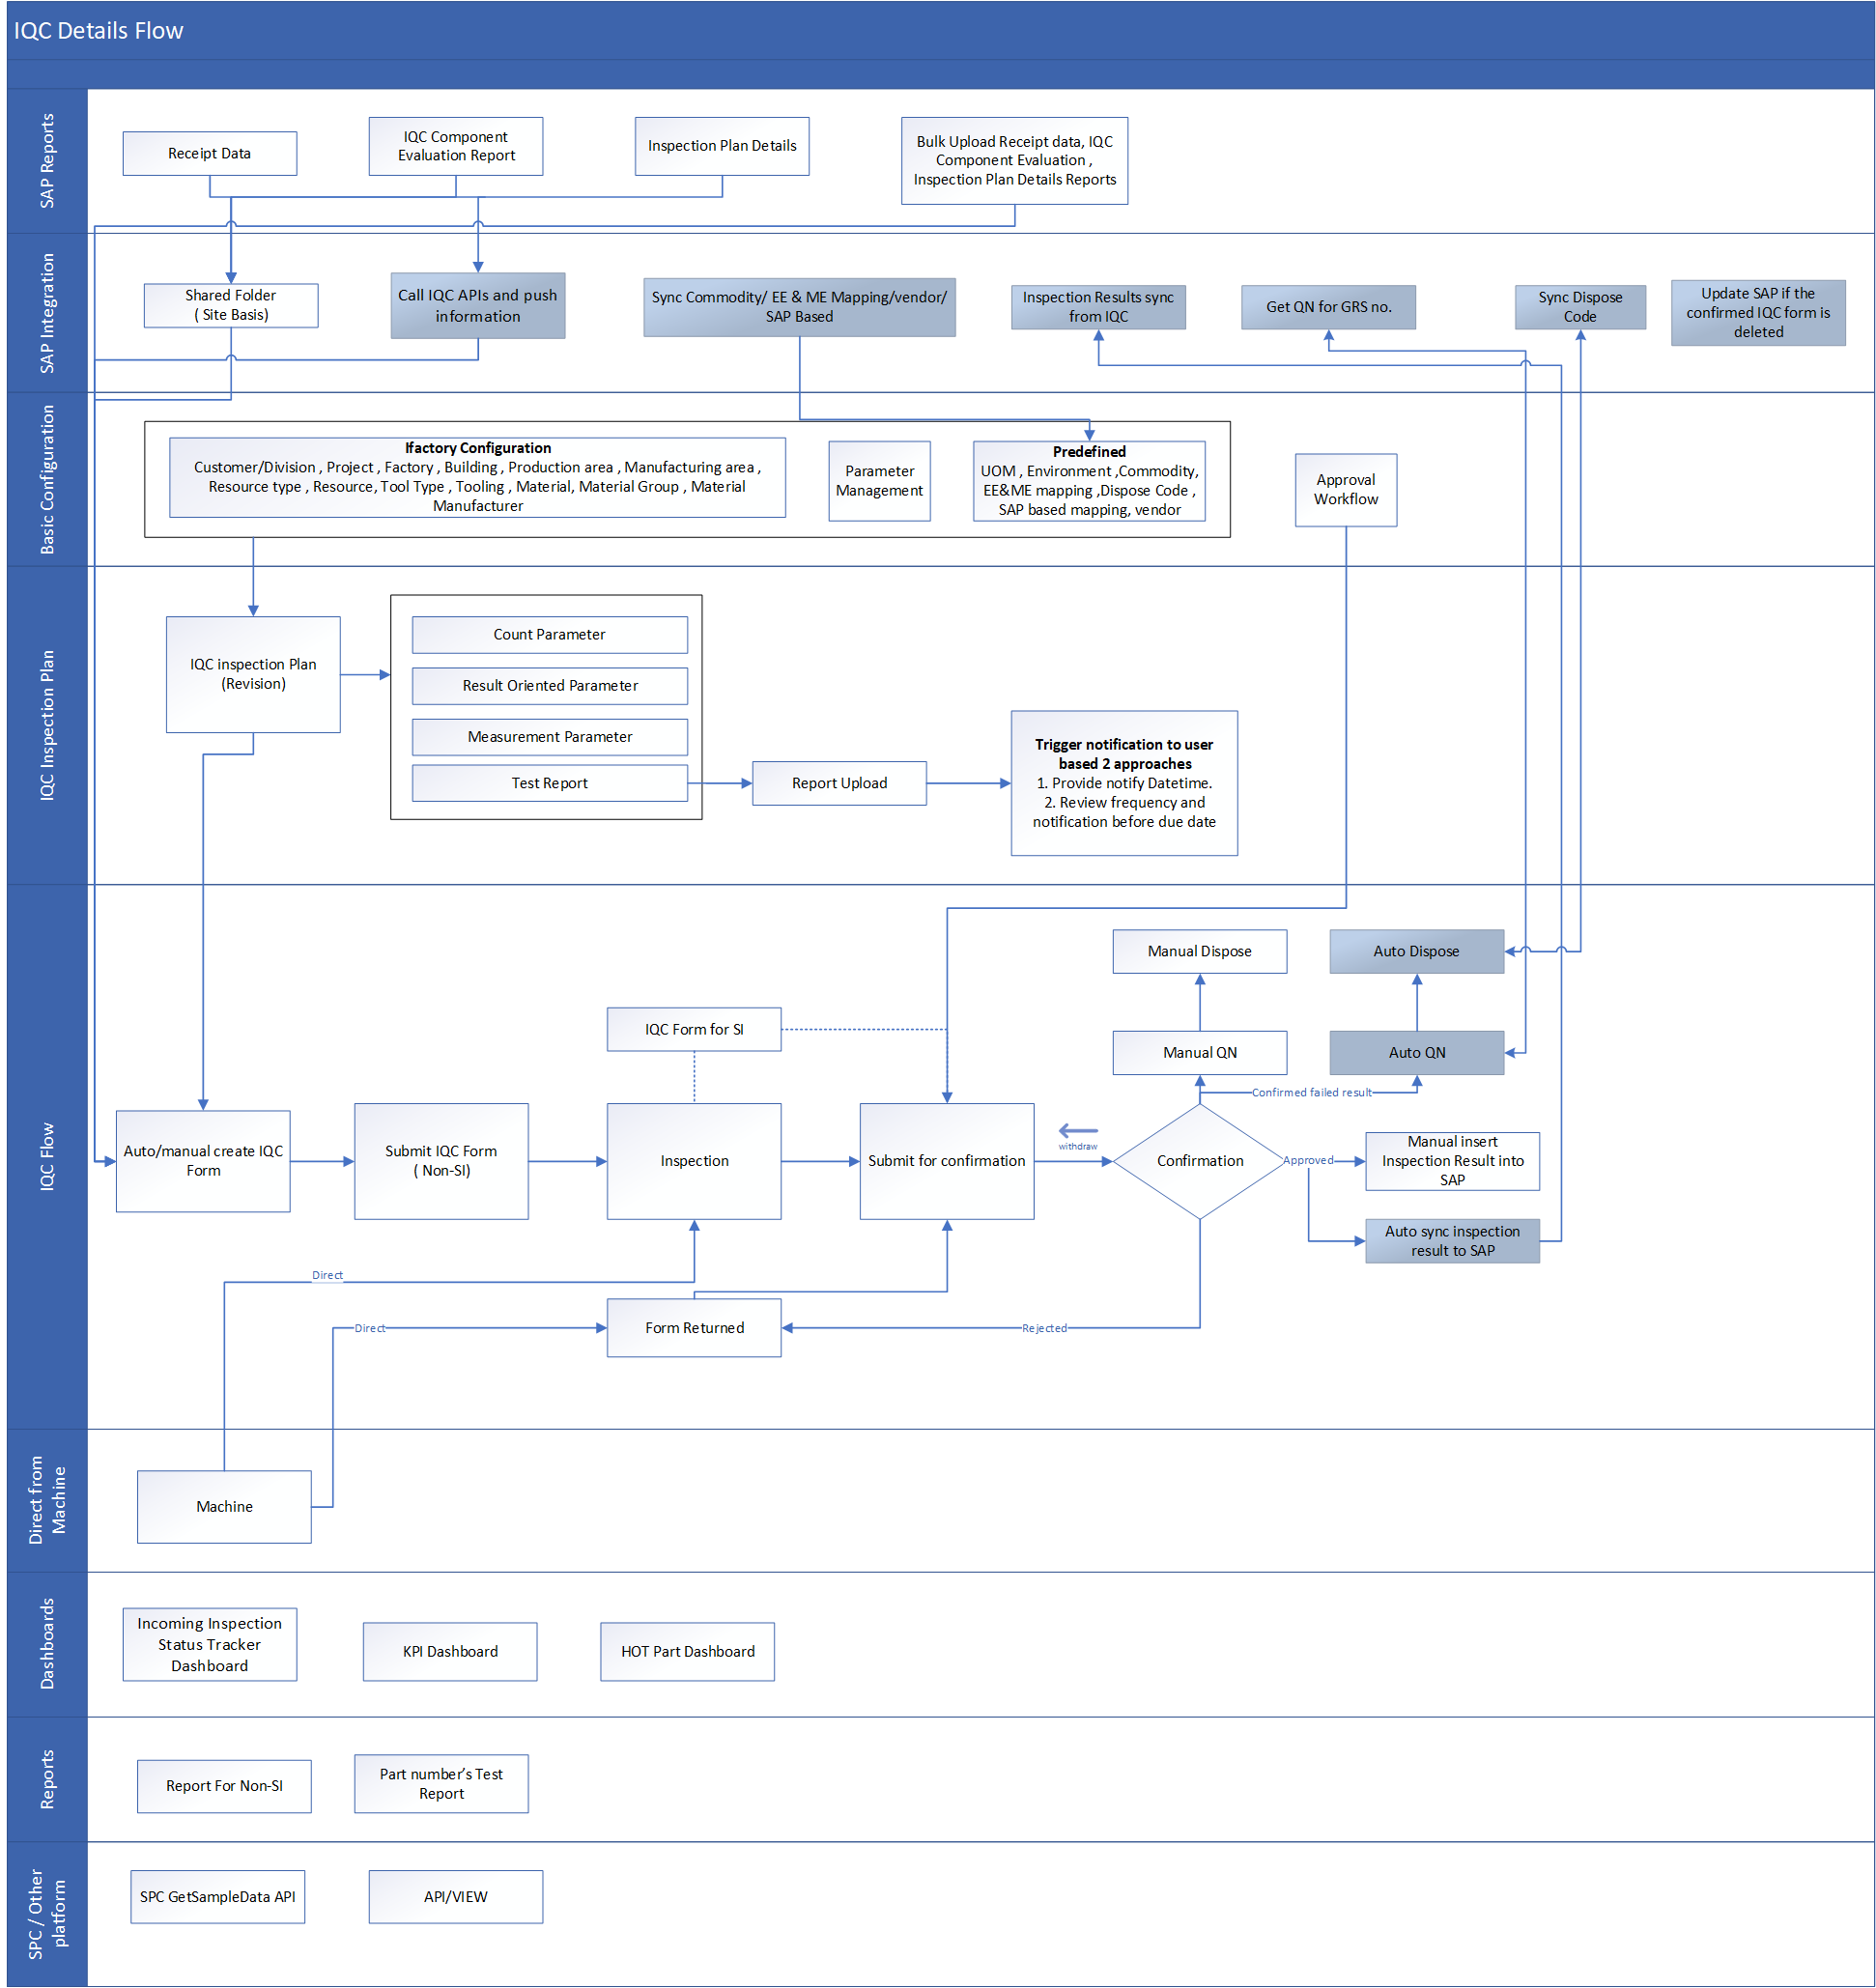 IQC Details Flow
SAP Reports
Receipt Data
IQC Component
Evaluation Report
Inspection Plan Details
Bulk Upload Receipt data, IQC
Component Evaluation ,
Inspection Plan Details Reports
SAP Integration
Shared Folder
( Site Basis)
Call IQC APIs and push
information
Sync Commodity/ EE & ME Mapping/vendor/
SAP Based
Inspection Results sync
from IQC
Get QN for GRS no.
Sync Dispose
Code
Update SAP if the
confirmed IQC form is
deleted
Basic Configuration
Ifactory Configuration
Customer/Division , Project , Factory , Building , Production area , Manufacturing area ,
Resource type , Resource, Tool Type , Tooling , Material, Material Group , Material
Manufacturer
Parameter
Management
Predefined
UOM , Environment ,Commodity,
EE&ME mapping ,Dispose Code ,
SAP based mapping, vendor
Approval
Workflow
IQC Inspection Plan
IQC inspection Plan
(Revision)
Count Parameter
Result Oriented Parameter
Measurement Parameter
Test Report
Report Upload
Trigger notification to user
based 2 approaches
1. Provide notify Datetime.
2. Review frequency and
notification before due date
IQC Flow
Manual Dispose
Auto Dispose
IQC Form for SI
Manual QN
Auto QN
Confirmed failed result
Auto/manual create IQC
Form
Submit IQC Form
( Non-SI)
Inspection
Submit for confirmation
withdraw
Confirmation
Approved
Manual insert
Inspection Result into
SAP
Auto sync inspection
result to SAP
Direct
Direct
Form Returned
Rejected
Direct from
Machine
Machine
Dashboards
Incoming Inspection
Status Tracker
Dashboard
KPI Dashboard
HOT Part Dashboard
Reports
Report For Non-SI
Part number’s Test
Report
SPC / Other
platform
SPC GetSampleData API
API/VIEW